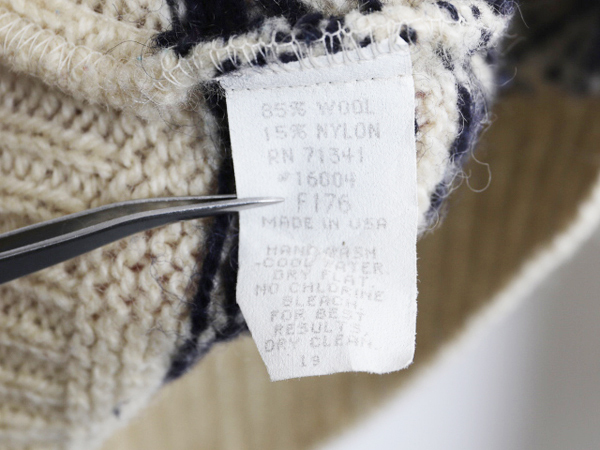 85% WOOL
15% NYLON
RN 71341
#16004
F176
MADE IN USA
HAND WASH
COOL WATER.
DRY FLAT.
NO CHLORINE
BLEACH.
FOR BEST
RESULTS,
DRY CLEAN.
19